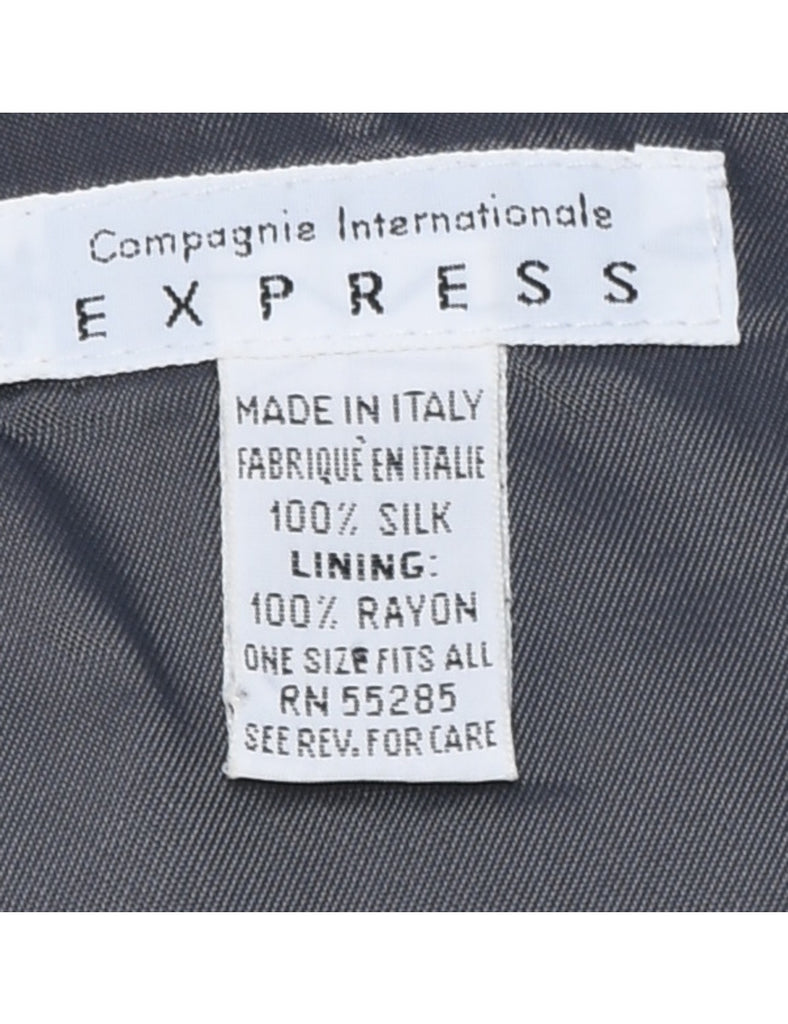 Compagnie Internationale
EXPRESS
MADE IN ITALY
FABRIQUÈ EN ITALIE
100% SILK
LINING:
100% RAYON
ONE SIZE FITS ALL
RN 55285
SEE REV. FOR CARE